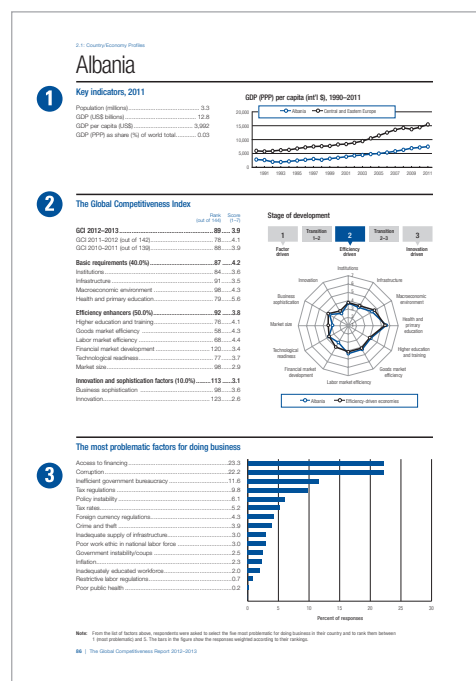 2.1: Country/Economy Profiles
Albania
1
Key indicators, 2011
Population (millions)..........3.3
GDP (US$ billions)..........12.8
GDP per capita (US$)..........3,992
GDP (PPP) as share (%) of world total..........0.03
GDP (PPP) per capita (int'l $), 1990–2011
Albania Central and Eastern Europe
20,000
15,000
10,000
5,000
0
1991 1993 1995 1997 1999 2001 2003 2005 2007 2009 2011
2
The Global Competitiveness Index
Rank Score
(out of 144) (1–7)
GCI 2012–2013..........89.....3.9
GCI 2011–2012 (out of 142)..........78.....4.1
GCI 2010–2011 (out of 139)..........88.....3.9
Basic requirements (40.0%)..........87.....4.2
Institutions..........84.....3.6
Infrastructure..........91.....3.5
Macroeconomic environment..........98.....4.3
Health and primary education..........79.....5.6
Efficiency enhancers (50.0%)..........92.....3.8
Higher education and training..........76.....4.1
Goods market efficiency..........58.....4.3
Labor market efficiency..........68.....4.4
Financial market development..........120.....3.4
Technological readiness..........77.....3.7
Market size..........98.....2.9
Innovation and sophistication factors (10.0%)..........113.....3.1
Business sophistication..........98.....3.6
Innovation..........123.....2.6
Stage of development
1 Transition 1–2 2 Transition 2–3 3
Factor driven Efficiency driven Innovation driven
Institutions
Innovation Infrastructure
Business sophistication Macroeconomic environment
Market size Health and primary education
Technological readiness Higher education and training
Financial market development Goods market efficiency
Labor market efficiency
7
6
5
4
3
2
1
Albania Efficiency-driven economies
3
The most problematic factors for doing business
Access to financing..........23.3
Corruption..........22.2
Inefficient government bureaucracy..........11.6
Tax regulations..........9.8
Policy instability..........6.1
Tax rates..........5.2
Foreign currency regulations..........4.3
Crime and theft..........3.9
Inadequate supply of infrastructure..........3.0
Poor work ethic in national labor force..........3.0
Government instability/coups..........2.5
Inflation..........2.3
Inadequately educated workforce..........2.0
Restrictive labor regulations..........0.7
Poor public health..........0.2
0 5 10 15 20 25 30
Percent of responses
Note: From the list of factors above, respondents were asked to select the five most problematic for doing business in their country and to rank them between
1 (most problematic) and 5. The bars in the figure show the responses weighted according to their rankings.
86 | The Global Competitiveness Report 2012–2013